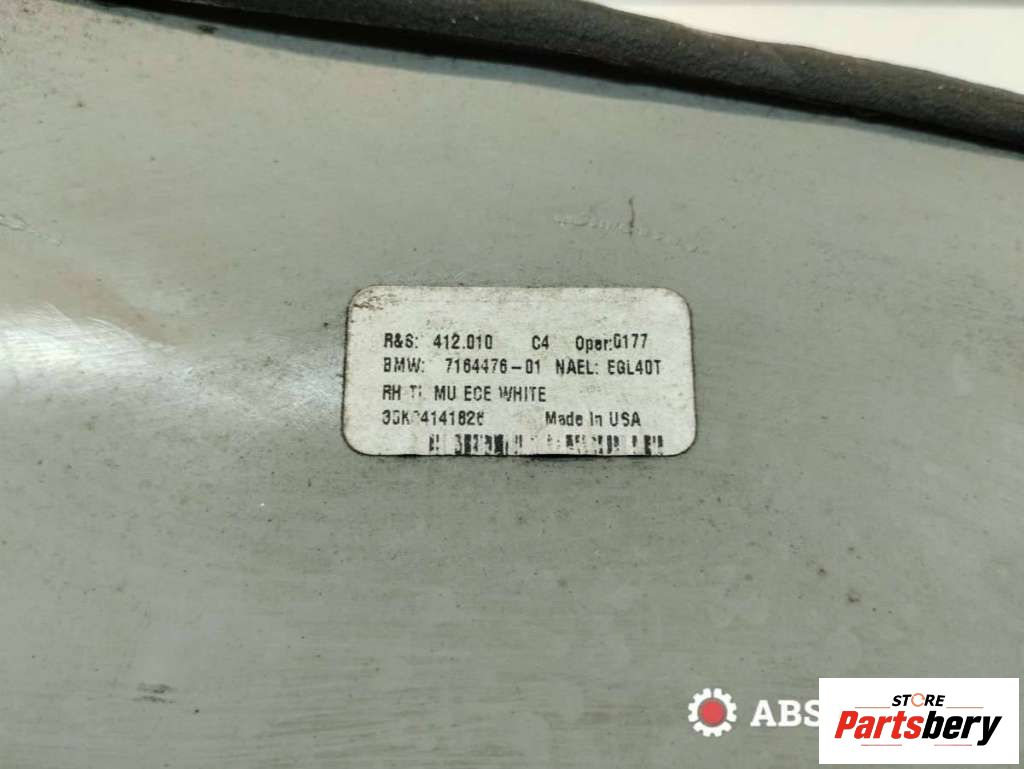 R&S: 412.010 C4 Oper:0177
BMW: 7164476-01 NAEL: EGL40T
RH MU ECE WHITE
Made In USA
ABS
STORE
Partsbery